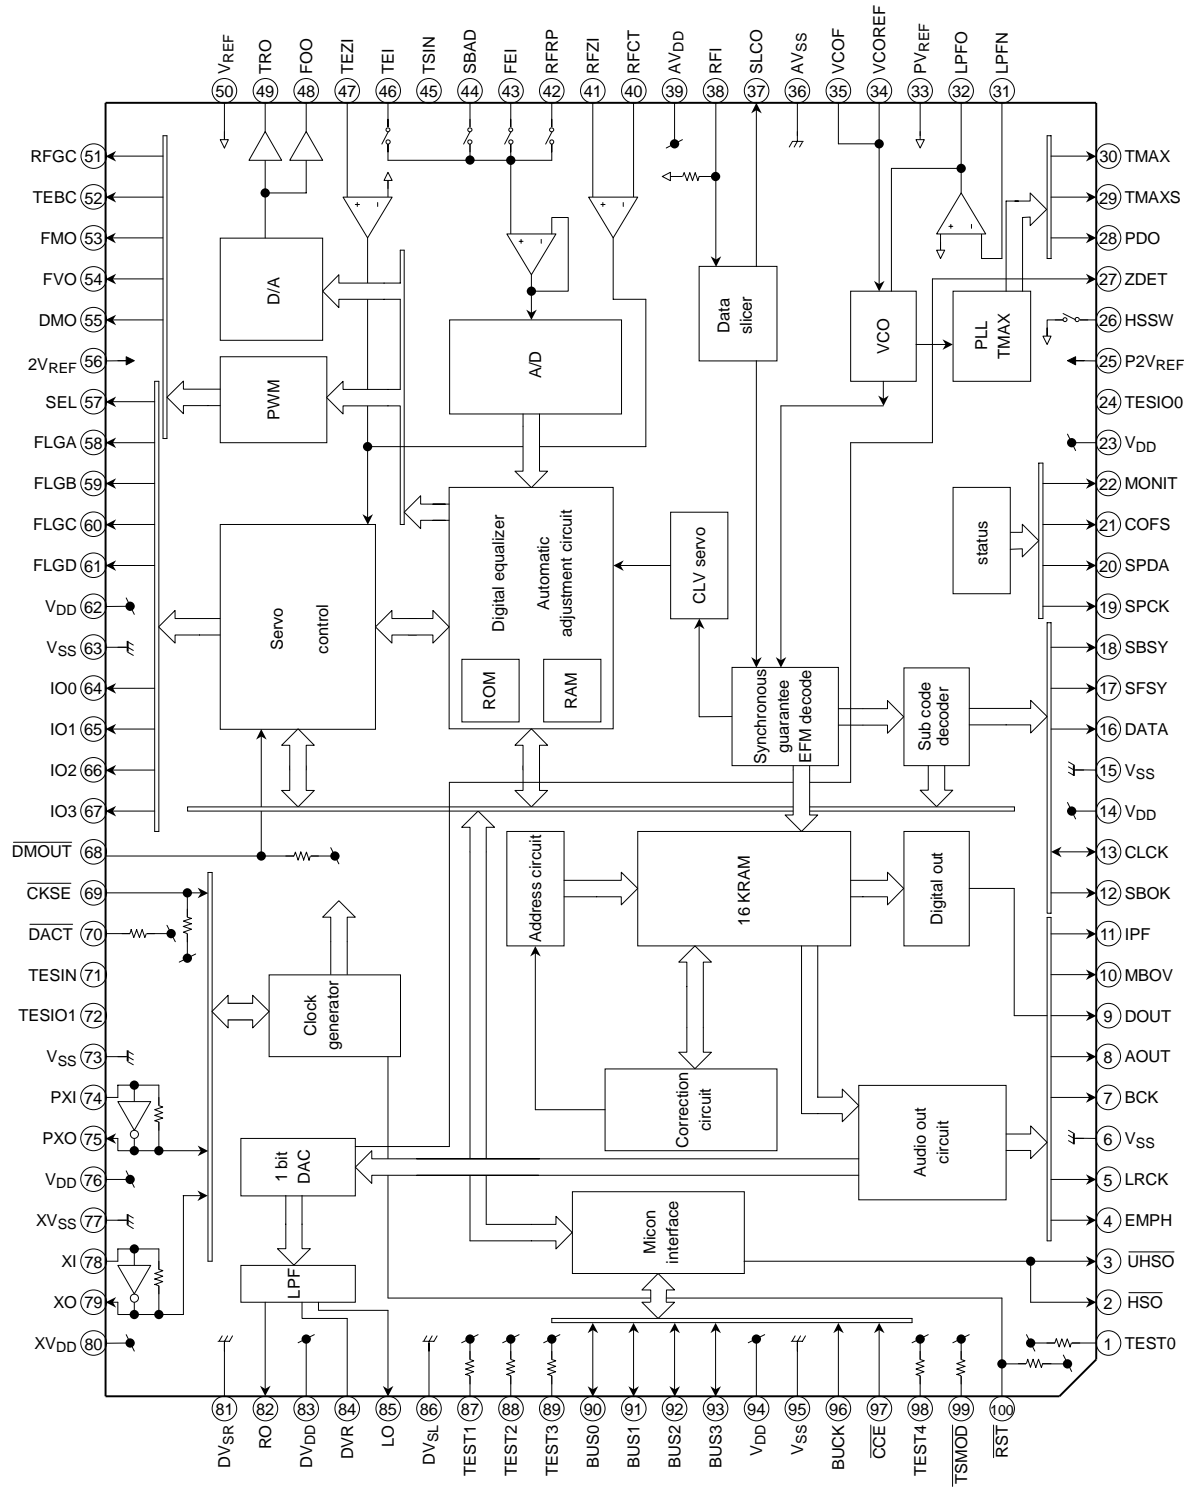 50 VREF
49 TRO
48 FOO
47 TEZI
46 TEI
45 TSIN
44 SBAD
43 FEI
42 RFRP
41 RFZI
40 RFCT
39 AVDD
38 RFI
37 SLCO
36 AVSS
35 VCOF
34 VCOREF
33 PVREF
32 LPFO
31 LPFN
RFGC 51
TEBC 52
FMO 53
FVO 54
DMO 55
2VREF 56
SEL 57
FLGA 58
FLGB 59
FLGC 60
FLGD 61
VDD 62
VSS 63
IO0 64
IO1 65
IO2 66
IO3 67
DMOUT 68
CKSE 69
DACT 70
TESIN 71
TESIO1 72
VSS 73
PXI 74
PXO 75
VDD 76
XVSS 77
XI 78
XO 79
XVDD 80
+ −
+ −
+ −
+ −
D/A
PWM
A/D
Data
slicer
VCO
PLL
TMAX
Servo
control
Digital equalizer
Automatic
adjustment circuit
ROM
RAM
CLV servo
status
Synchronous
guarantee
EFM decode
Sub code
decoder
Address circuit
16 KRAM
Digital out
Clock
generator
Correction
circuit
Audio out
circuit
1 bit
DAC
LPF
Micon
interface
30 TMAX
29 TMAXS
28 PDO
27 ZDET
26 HSSW
25 P2VREF
24 TESIO0
23 VDD
22 MONIT
21 COFS
20 SPDA
19 SPCK
18 SBSY
17 SFSY
16 DATA
15 VSS
14 VDD
13 CLCK
12 SBOK
11 IPF
10 MBOV
9 DOUT
8 AOUT
7 BCK
6 VSS
5 LRCK
4 EMPH
3 UHSO
2 HSO
1 TEST0
81 DVSR
82 RO
83 DVDD
84 DVR
85 LO
86 DVSL
87 TEST1
88 TEST2
89 TEST3
90 BUS0
91 BUS1
92 BUS2
93 BUS3
94 VDD
95 VSS
96 BUCK
97 CCE
98 TEST4
99 TSMOD
100 RST